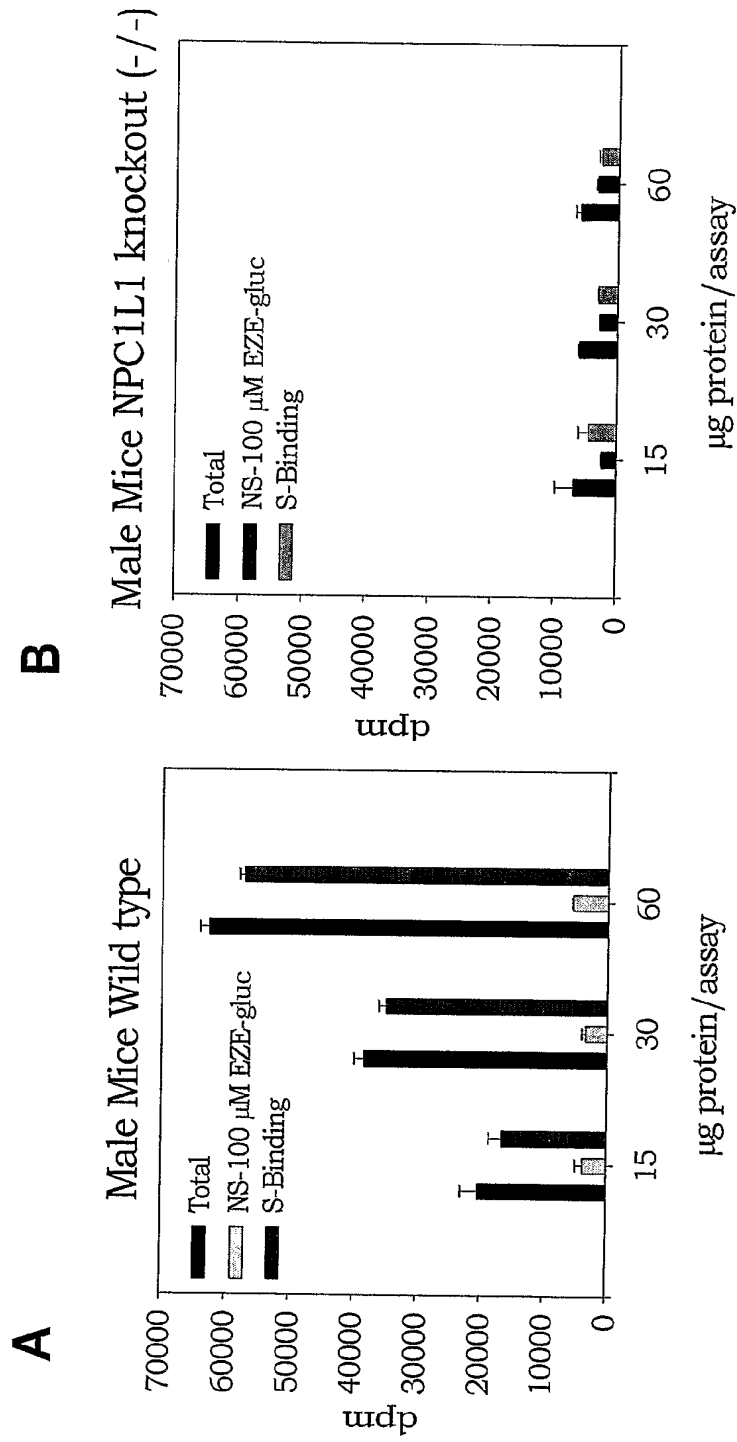 A
Male Mice Wild type
70000
60000
50000
40000
30000
20000
10000
0
dpm
Total
NS-100 µM EZE-gluc
S-Binding
15
30
60
µg protein/assay
B
Male Mice NPC1L1 knockout (-/-)
70000
60000
50000
40000
30000
20000
10000
0
dpm
Total
NS-100 µM EZE-gluc
S-Binding
15
30
60
µg protein/assay